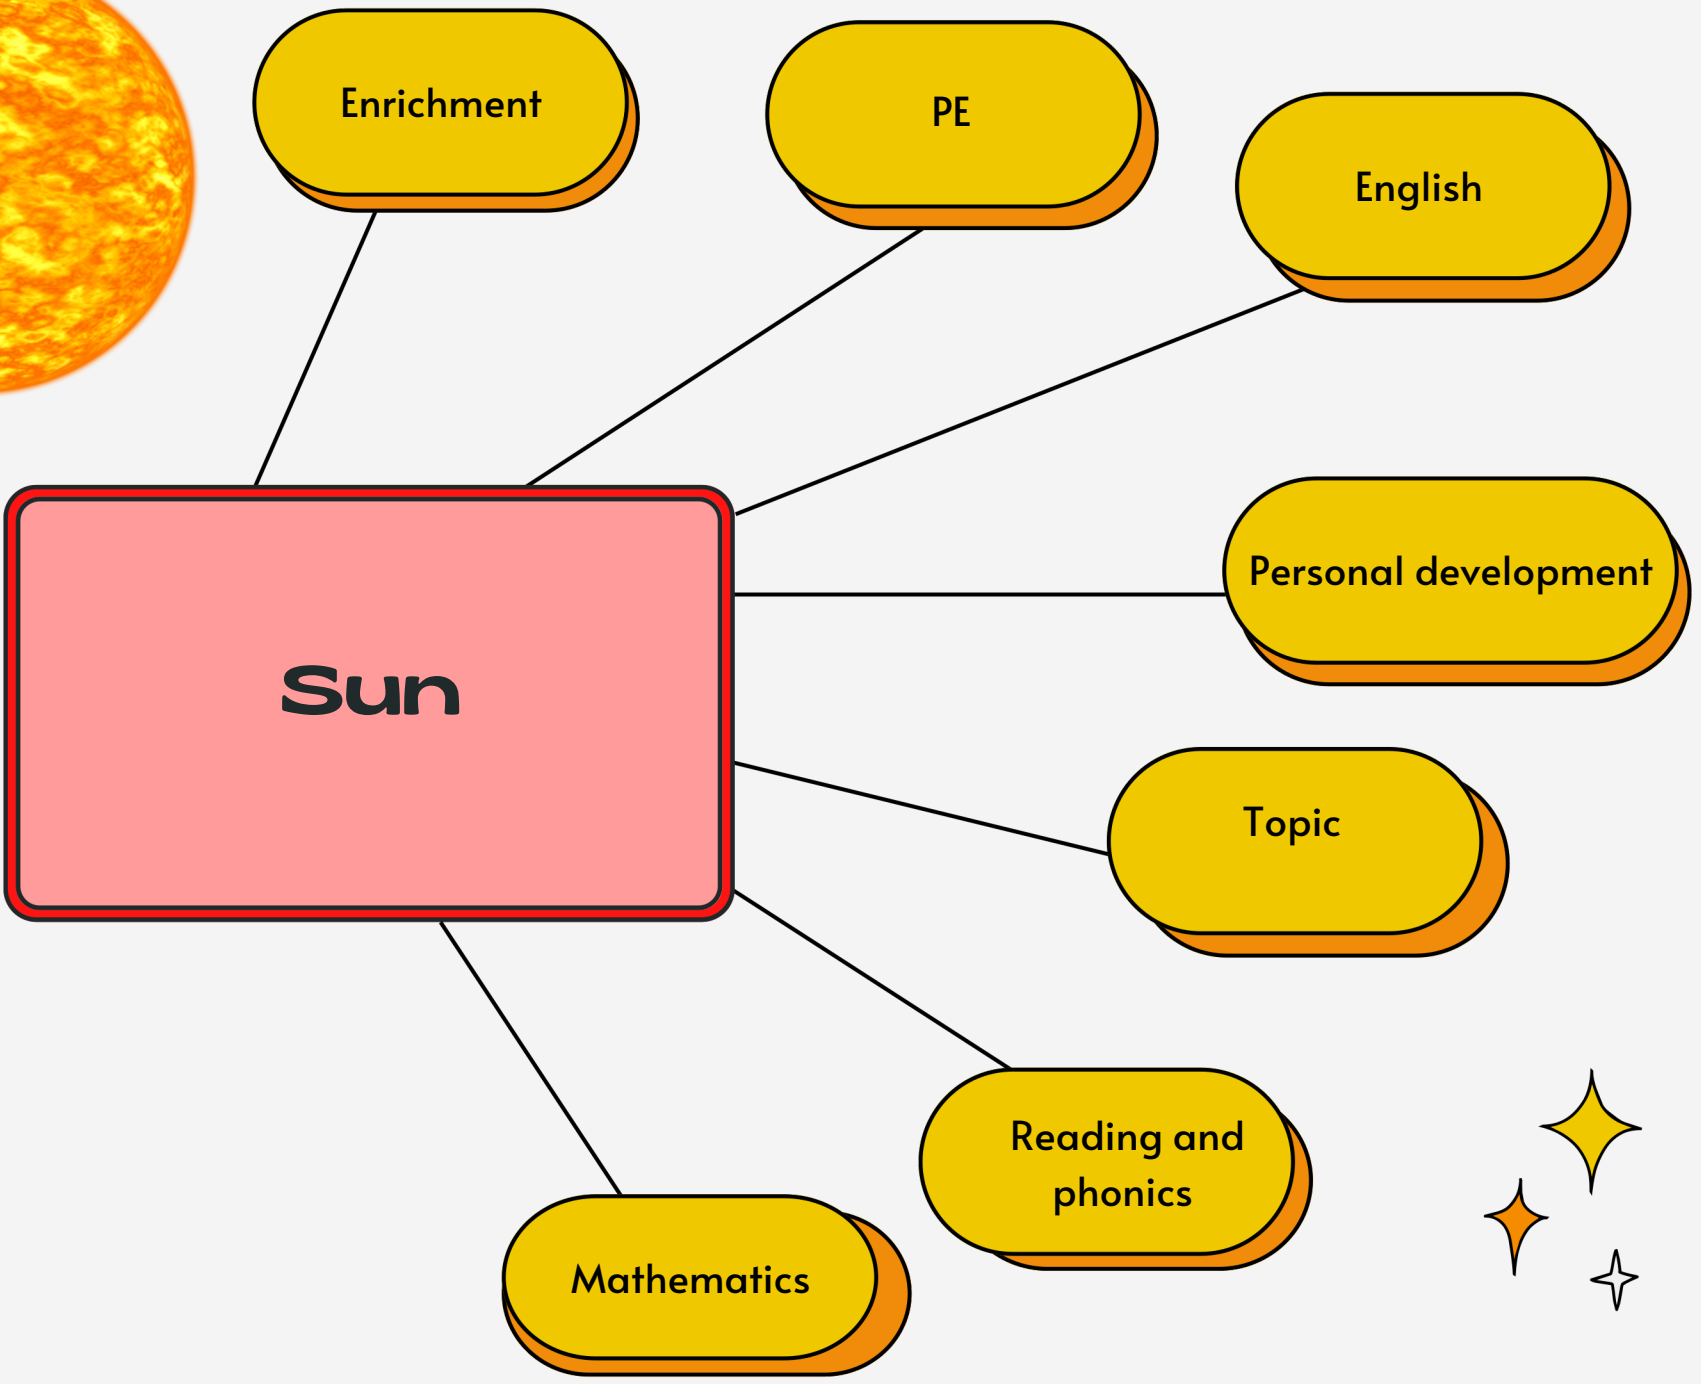 Enrichment
PE
English
Personal development
Sun
Topic
Reading and
phonics
Mathematics